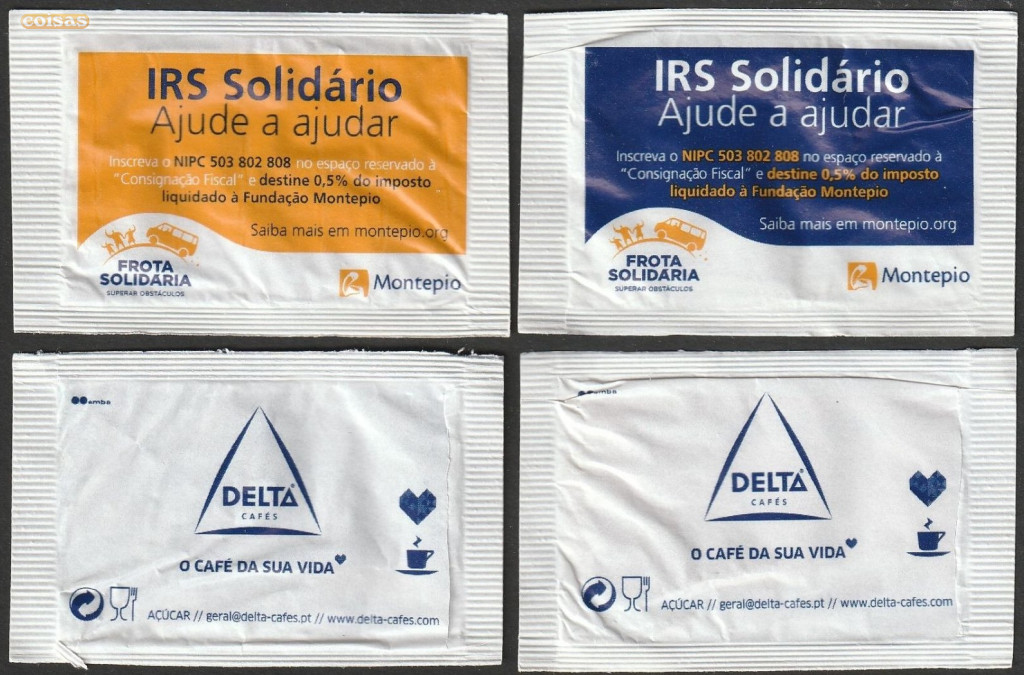 coisas
IRS Solidário
Ajude a ajudar
Inscreva o NIPC 503 802 808 no espaço reservado à
"Consignação Fiscal" e destine 0,5% do imposto
liquidado à Fundação Montepio
Saiba mais em montepio.org
FROTA
SOLIDÁRIA
SUPERAR OBSTÁCULOS
Montepio
IRS Solidário
Ajude a ajudar
Inscreva o NIPC 503 802 808 no espaço reservado à
"Consignação Fiscal" e destine 0,5% do imposto
liquidado à Fundação Montepio
Saiba mais em montepio.org
FROTA
SOLIDÁRIA
SUPERAR OBSTÁCULOS
Montepio
DELTA
CAFÉS
O CAFÉ DA SUA VIDA
AÇÚCAR // geral@delta-cafes.pt // www.delta-cafes.com
DELTA
CAFÉS
O CAFÉ DA SUA VIDA
AÇÚCAR // geral@delta-cafes.pt // www.delta-cafes.com